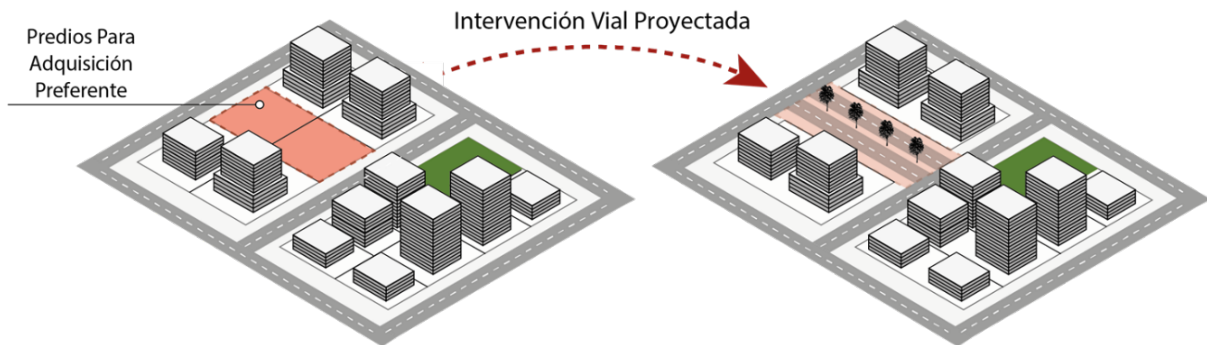 Intervención Vial Proyectada
Predios Para
Adquisición
Preferente